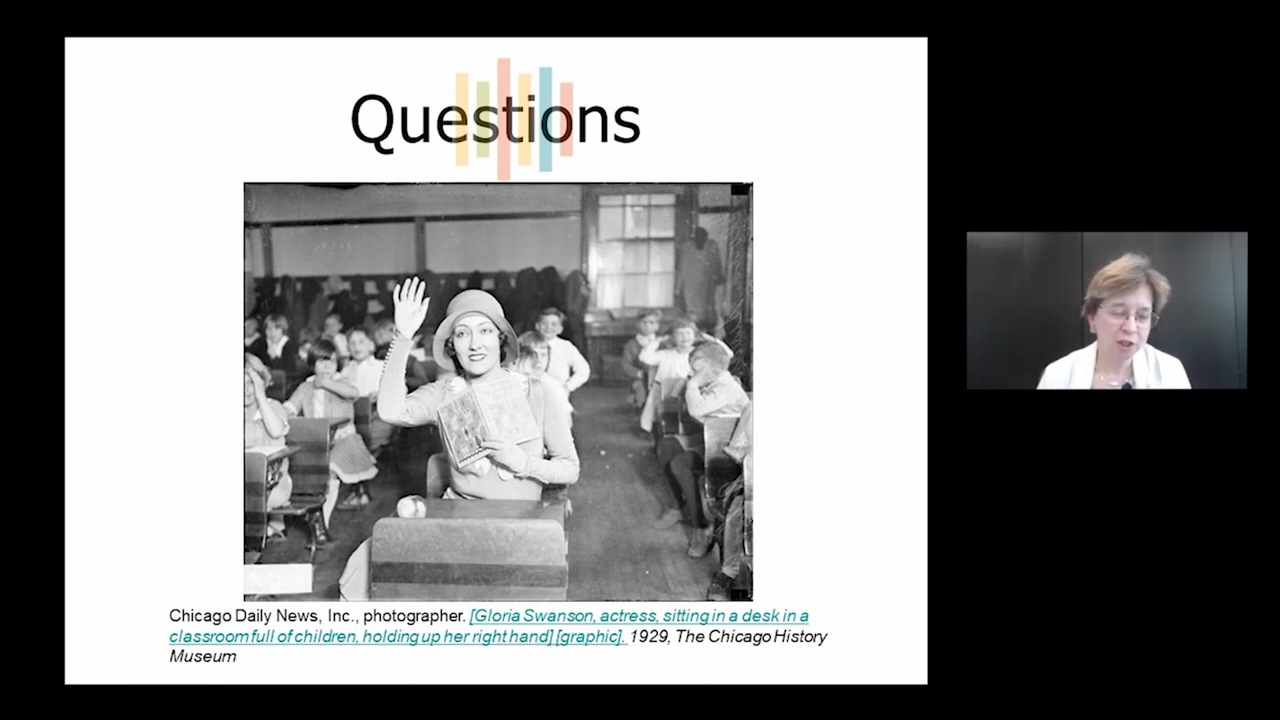 Questions
Chicago Daily News, Inc., photographer. [Gloria Swanson, actress, sitting in a desk in a
classroom full of children, holding up her right hand] [graphic]. 1929, The Chicago History
Museum